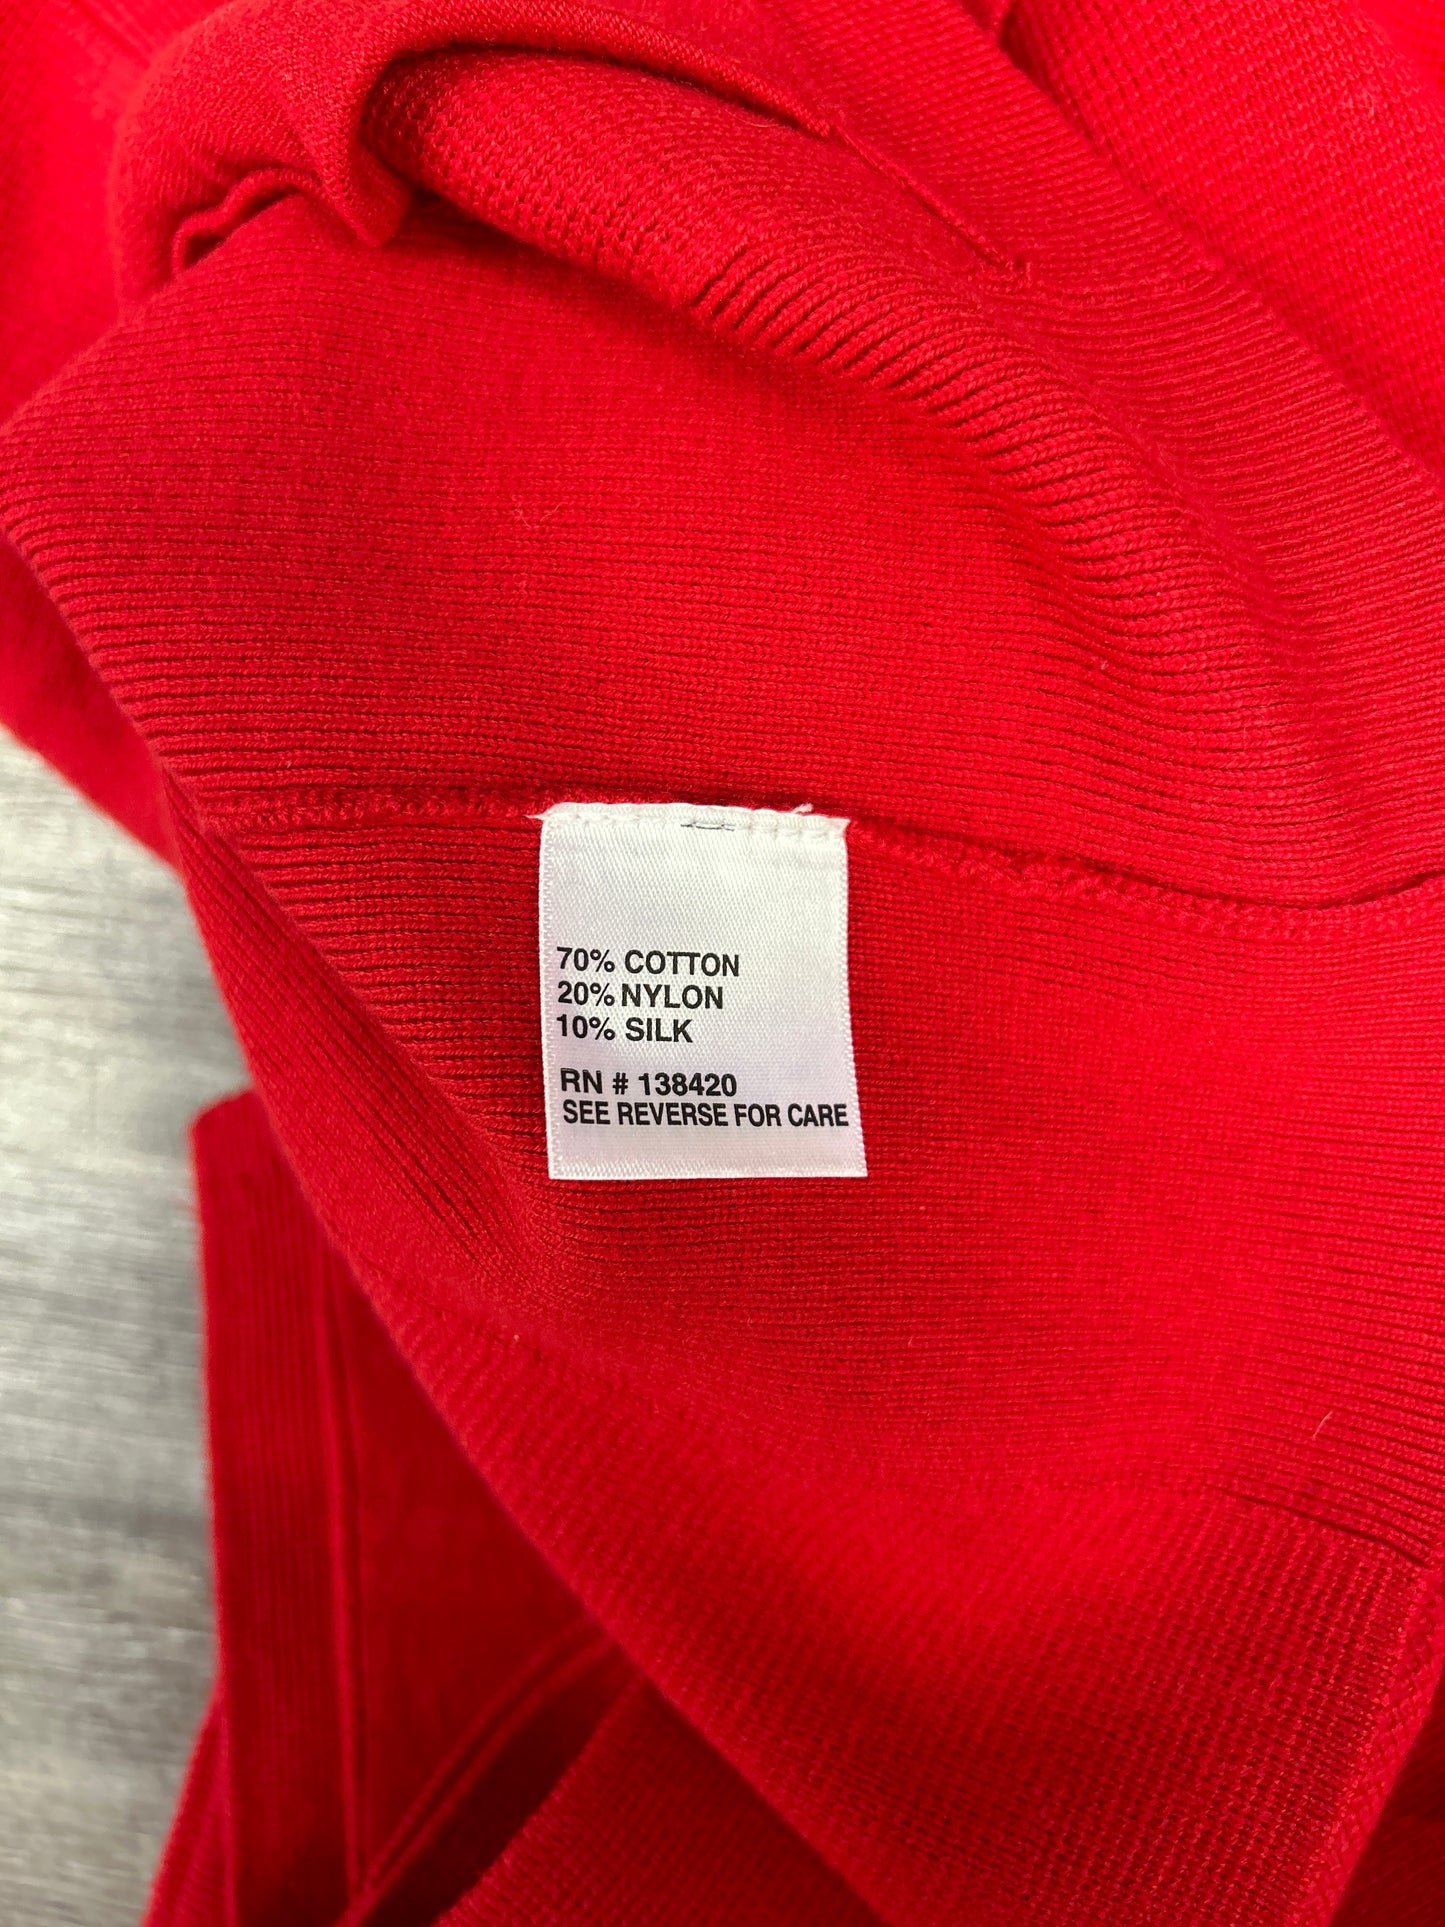 70% COTTON
20% NYLON
10% SILK
RN # 138420
SEE REVERSE FOR CARE